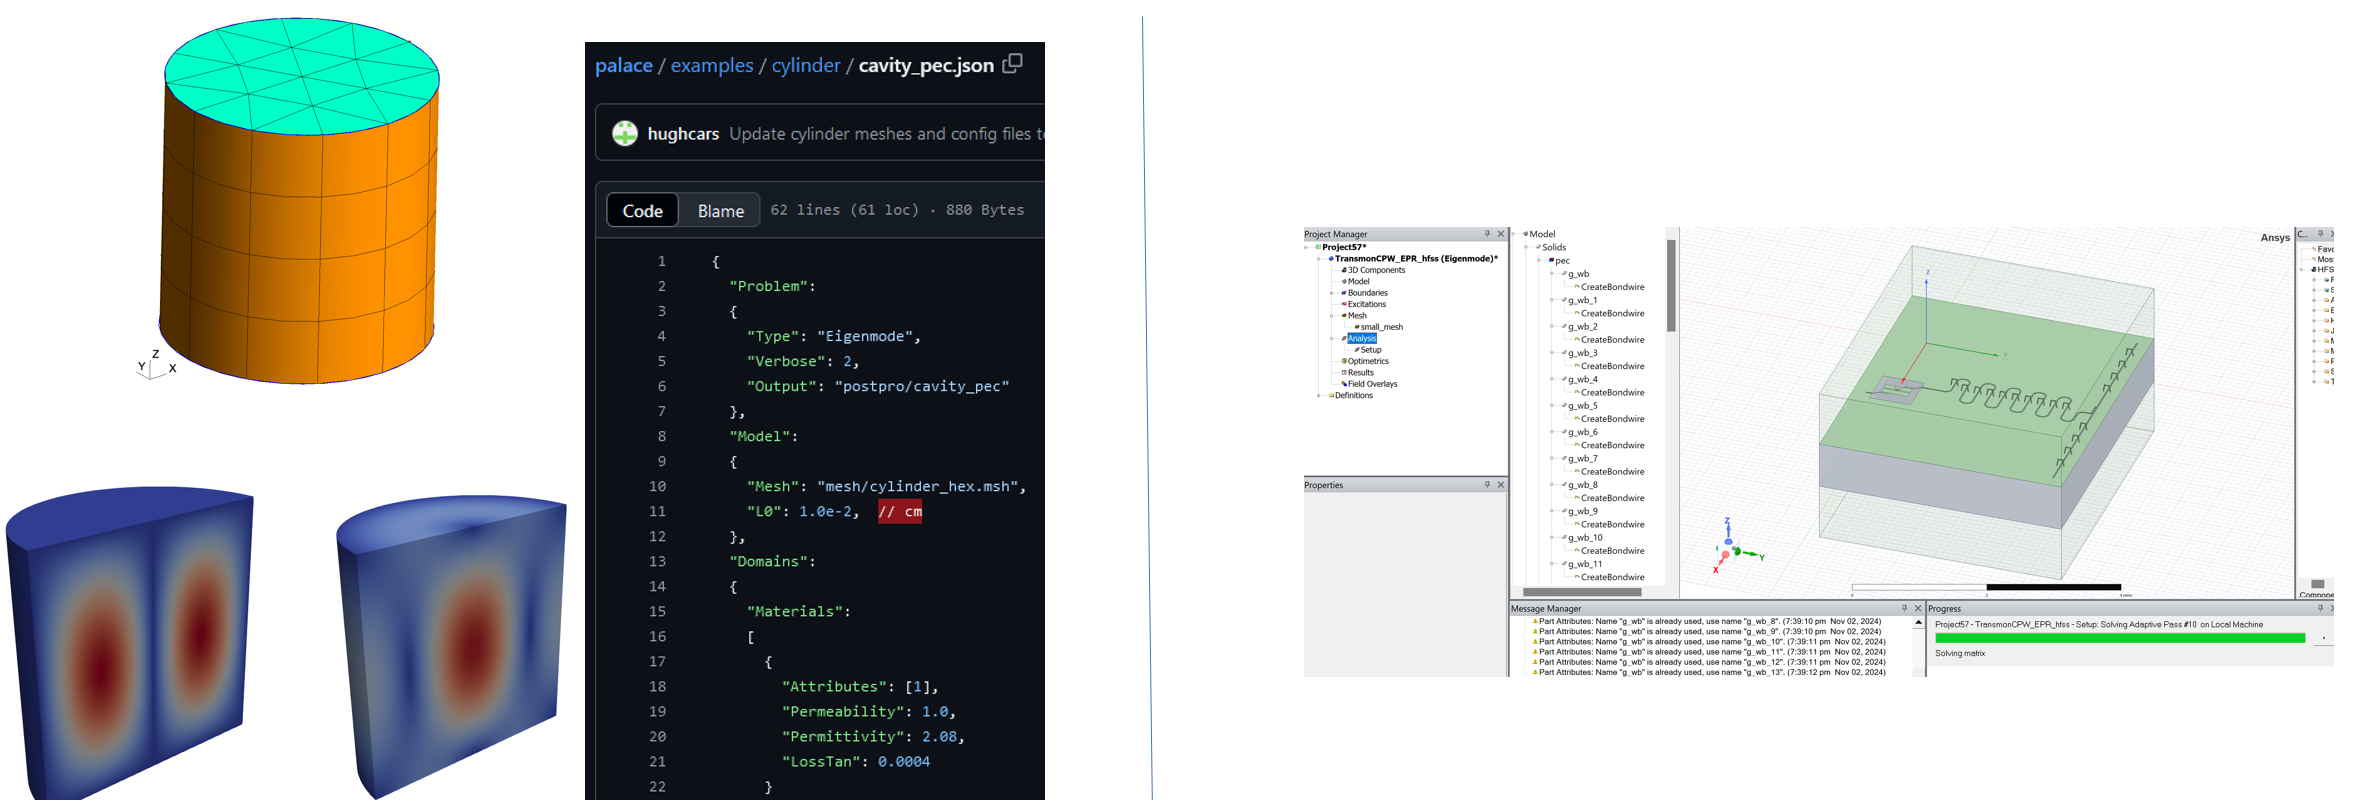 Z
Y
X
palace / examples / cylinder / cavity_pec.json
hughcars Update cylinder meshes and config files
Code Blame 62 lines (61 loc) · 880 Bytes
1 {
2 "Problem":
3 {
4 "Type": "Eigenmode",
5 "Verbose": 2,
6 "Output": "postpro/cavity_pec"
7 },
8 "Model":
9 {
10 "Mesh": "mesh/cylinder_hex.msh",
11 "L0": 1.0e-2, // cm
12 },
13 "Domains":
14 {
15 "Materials":
16 [
17 {
18 "Attributes": [1],
19 "Permeability": 1.0,
20 "Permittivity": 2.08,
21 "LossTan": 0.0004
22 }
Project Manager
Project57*
TransmonCPW_EPR_hfss (Eigenmode)*
3D Components
Model
Boundaries
Excitations
Mesh
small_mesh
Analysis
Setup
Optimetrics
Results
Field Overlays
Definitions
Properties
Model
Solids
pec
g_wb
CreateBondwire
g_wb_1
CreateBondwire
g_wb_2
CreateBondwire
g_wb_3
CreateBondwire
g_wb_4
CreateBondwire
g_wb_5
CreateBondwire
g_wb_6
CreateBondwire
g_wb_7
CreateBondwire
g_wb_8
CreateBondwire
g_wb_9
CreateBondwire
g_wb_10
CreateBondwire
g_wb_11
CreateBondwire
Ansys
Z
Y
Z
Y
X
C...
Favo
Most
HFS
Compone
Message Manager
Part Attributes: Name "g_wb" is already used, use name "g_wb_8". (7:39:10 pm Nov 02, 2024)
Part Attributes: Name "g_wb" is already used, use name "g_wb_9". (7:39:10 pm Nov 02, 2024)
Part Attributes: Name "g_wb" is already used, use name "g_wb_10". (7:39:11 pm Nov 02, 2024)
Part Attributes: Name "g_wb" is already used, use name "g_wb_11". (7:39:11 pm Nov 02, 2024)
Part Attributes: Name "g_wb" is already used, use name "g_wb_12". (7:39:11 pm Nov 02, 2024)
Part Attributes: Name "g_wb" is already used, use name "g_wb_13". (7:39:12 pm Nov 02, 2024)
Progress
Project57 - TransmonCPW_EPR_hfss - Setup: Solving Adaptive Pass #10 on Local Machine
Solving matrix